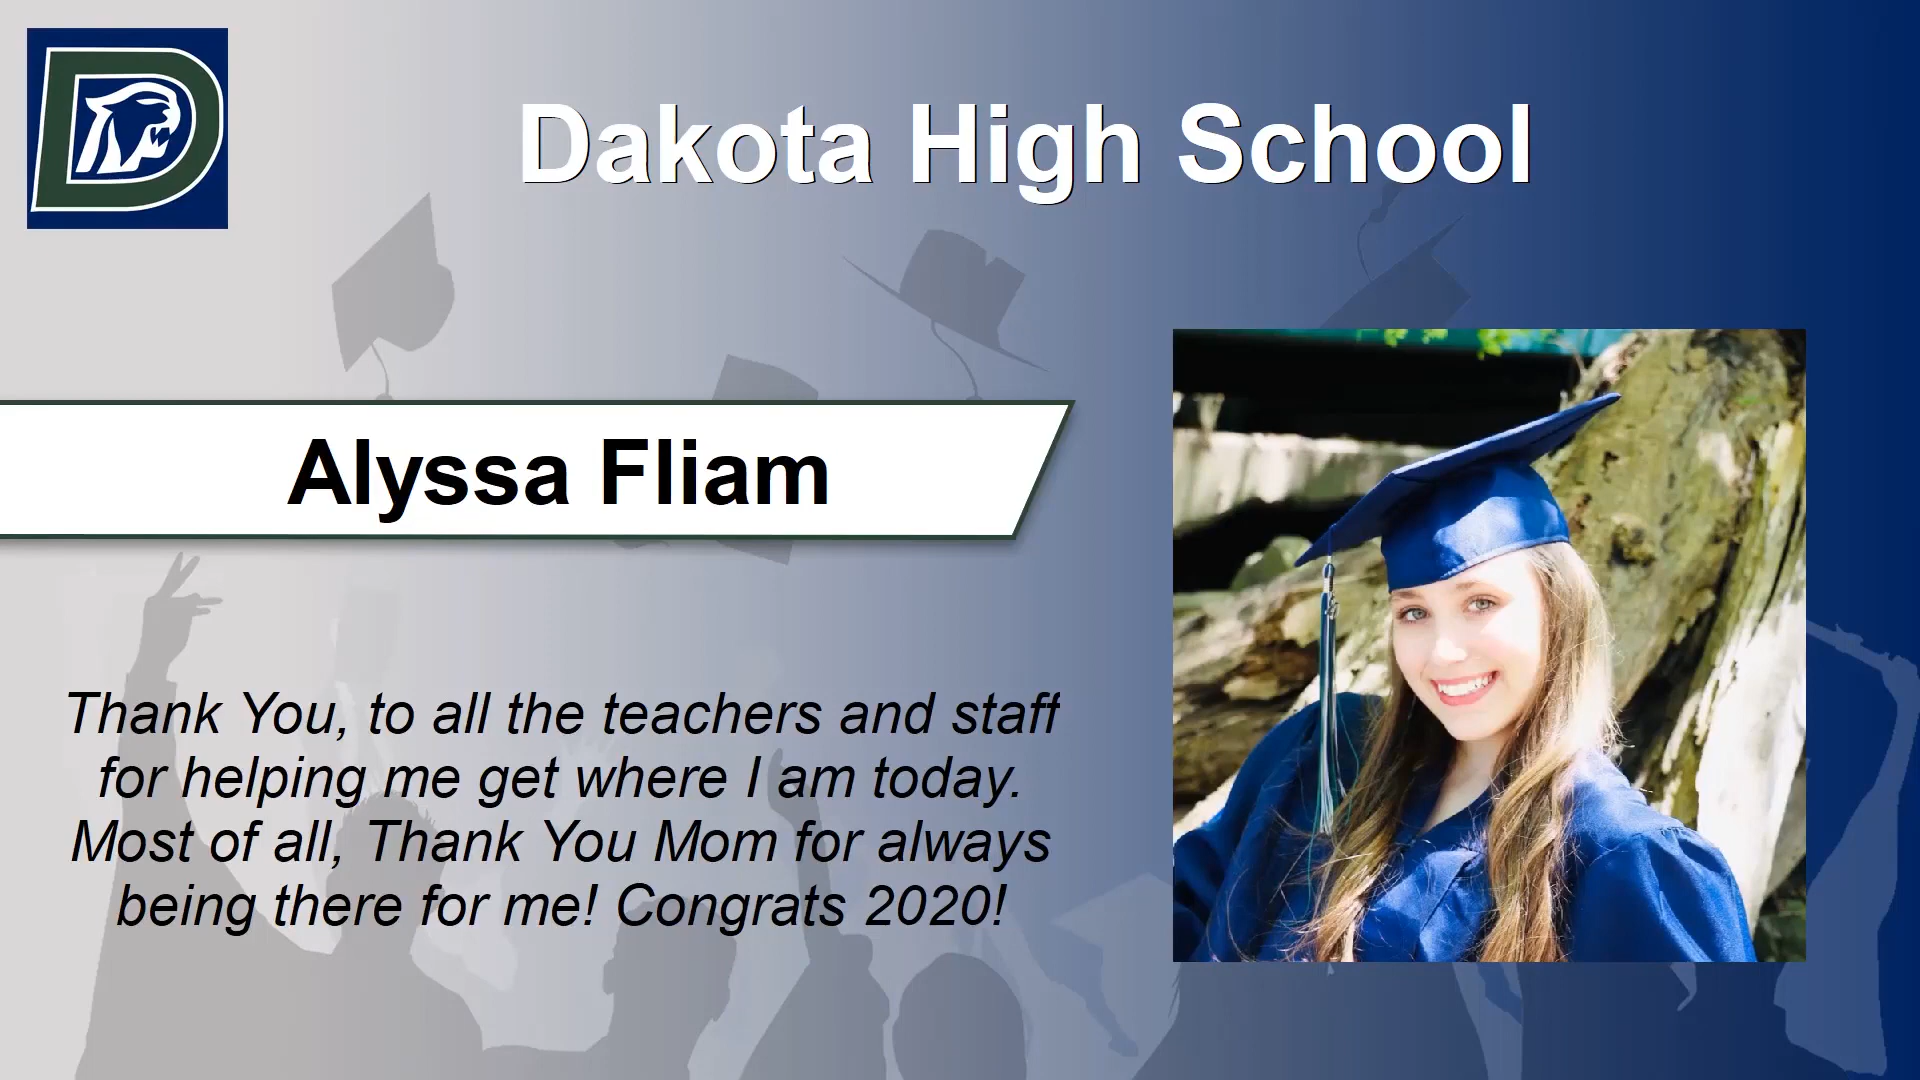 D
Dakota High School
Alyssa Fliam
Thank You, to all the teachers and staff
for helping me get where I am today.
Most of all, Thank You Mom for always
being there for me! Congrats 2020!